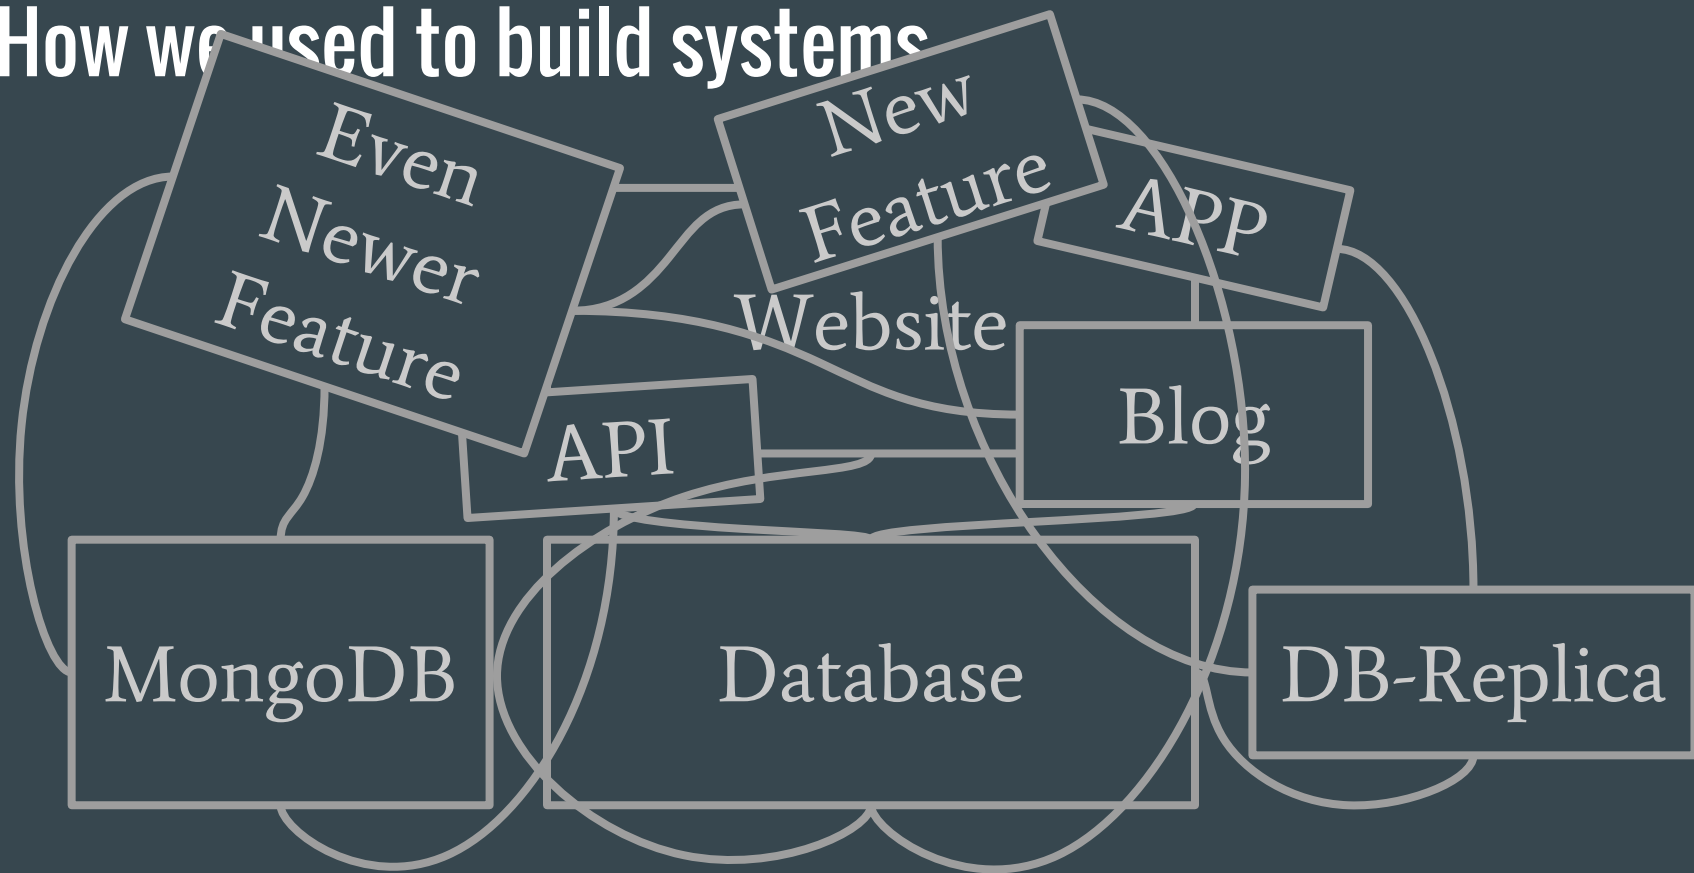 How we used to build systems
Even
Newer
Feature
New
Feature
APP
Website
API
Blog
MongoDB
Database
DB-Replica